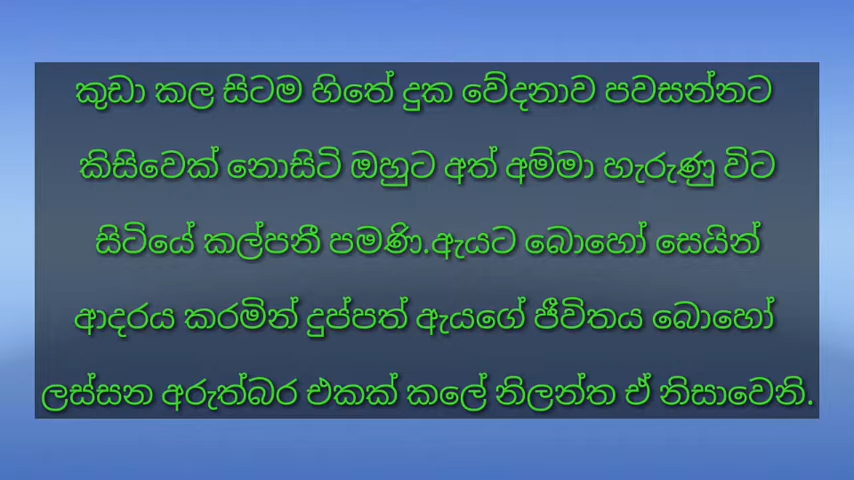 කුඩා කල සිටම හිතේ දුක වේදනාව පවසන්නට
කිසිවෙක් නොසිටි ඔහුට අත් අම්මා හැරුණු විට
සිටියේ කල්පනී පමණි.ඇයට බොහෝ සෙයින්
ආදරය කරමින් දුප්පත් ඇයගේ ජීවිතය බොහෝ
ලස්සන අරුත්බර එකක් කලේ නිලන්ත ඒ නිසාවෙනි.